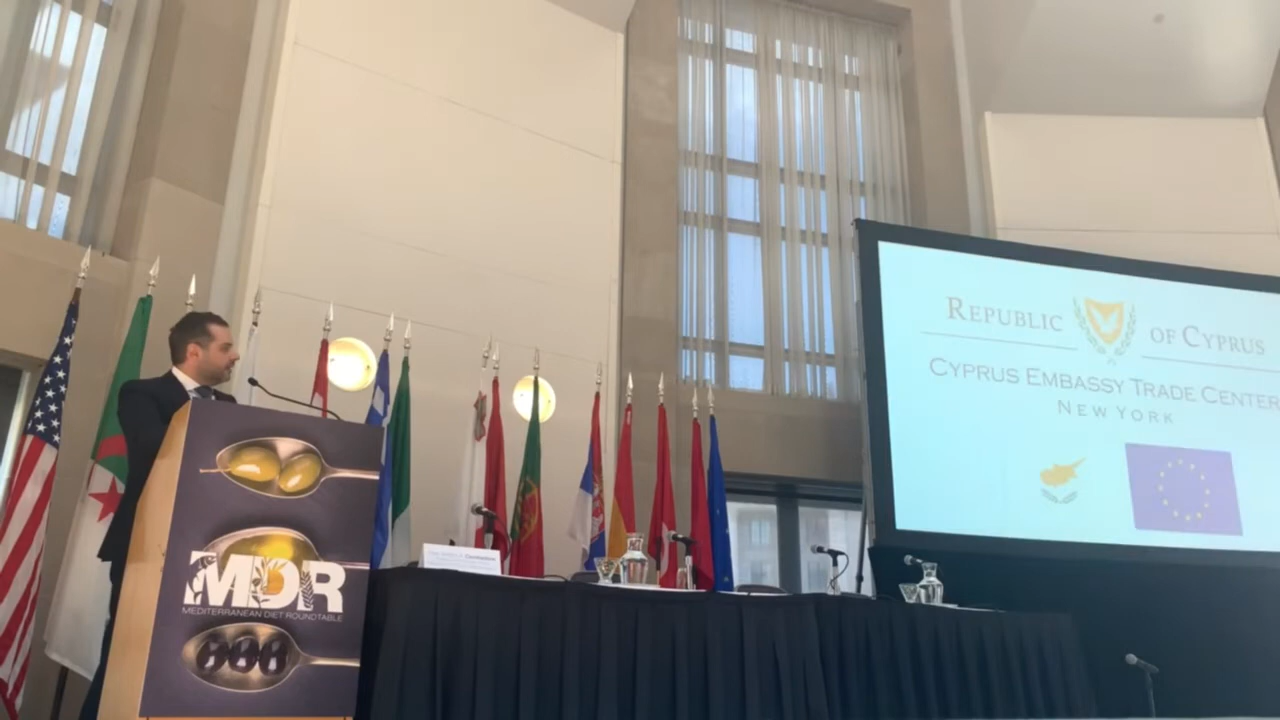 REPUBLIC OF CYPRUS
CYPRUS EMBASSY TRADE CENTER
NEW YORK
MDR
MEDITERRANEAN DIET ROUNDTABLE